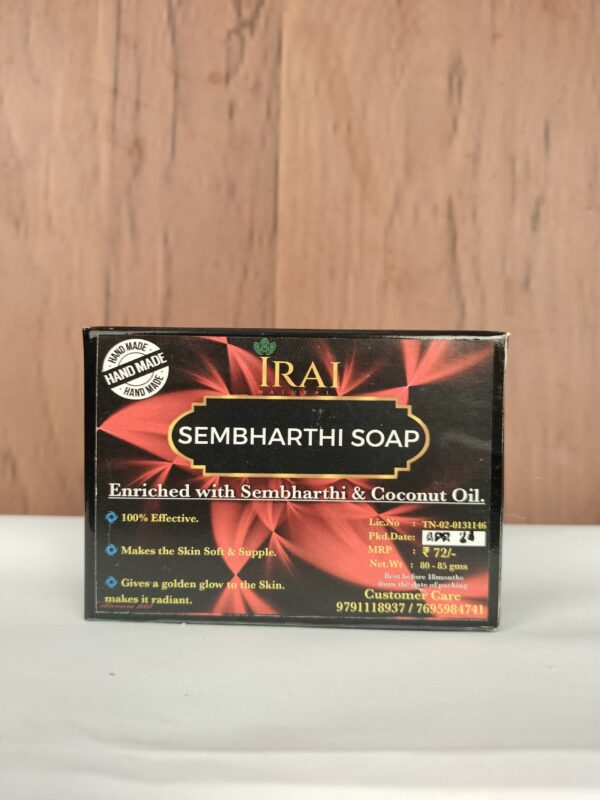 HAND MADE
HAND MADE
HAND MADE
IRAI
NATURAL
SEMBHARTHI SOAP
Enriched with Sembharthi & Coconut Oil.
100% Effective.
Makes the Skin Soft & Supple.
Gives a golden glow to the Skin.
makes it radiant.
Lic.No : TN-02-0131146
Pkd.Date: APR 24
MRP : ₹ 72/-
Net.Wt : 80 - 85 gms
Best before 18months
from the date of packing
Customer Care
9791118937 / 7695984741